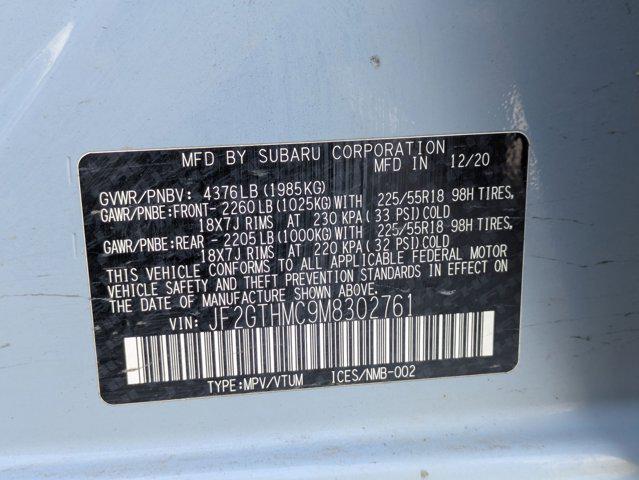 MFD BY SUBARU CORPORATION
MFD IN 12/20
GVWR/PNBV: 4376LB(1985KG)
GAWR/PNBE:FRONT-2260LB(1025KG)WITH 225/55R18 98H TIRES,
18X7J RIMS AT 230 KPA(33 PSI)COLD
GAWR/PNBE:REAR -2205LB(1000KG)WITH 225/55R18 98H TIRES,
18X7J RIMS AT 220 KPA(32 PSI)COLD
THIS VEHICLE CONFORMS TO ALL APPLICABLE FEDERAL MOTOR
VEHICLE SAFETY AND THEFT PREVENTION STANDARDS IN EFFECT ON
THE DATE OF MANUFACTURE SHOWN ABOVE.
VIN: JF2GTHMC9M8302761
TYPE:MPV/VTUM ICES/NMB-002